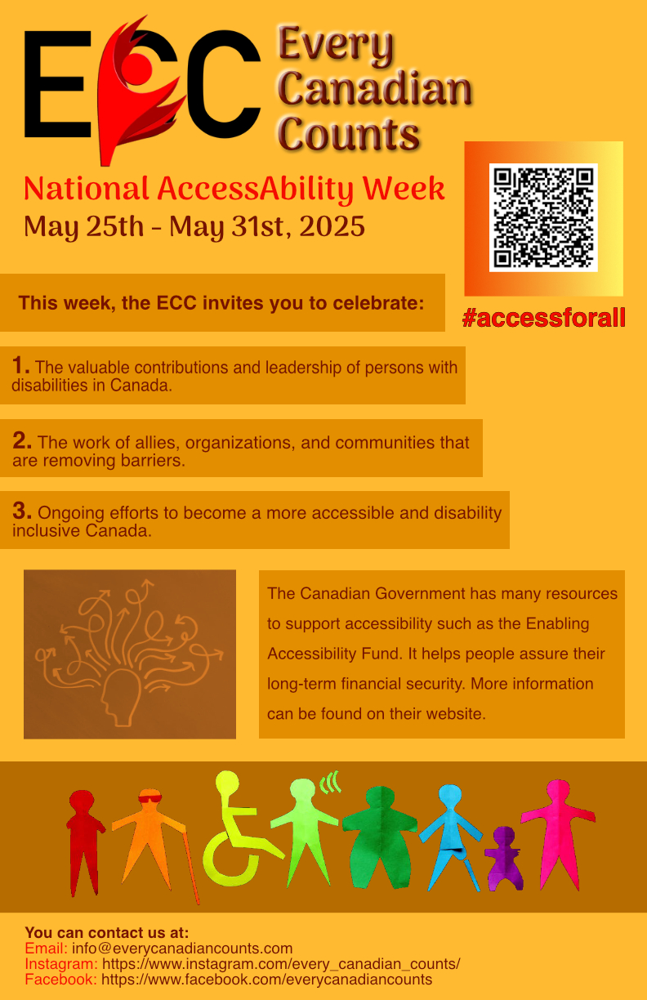 ECC
Every
Canadian
Counts
National AccessAbility Week
May 25th - May 31st, 2025
This week, the ECC invites you to celebrate:
#accessforall
1. The valuable contributions and leadership of persons with
disabilities in Canada.
2. The work of allies, organizations, and communities that
are removing barriers.
3. Ongoing efforts to become a more accessible and disability
inclusive Canada.
The Canadian Government has many resources
to support accessibility such as the Enabling
Accessibility Fund. It helps people assure their
long-term financial security. More information
can be found on their website.
You can contact us at:
Email: info@everycanadiancounts.com
Instagram: https://www.instagram.com/every_canadian_counts/
Facebook: https://www.facebook.com/everycanadiancounts